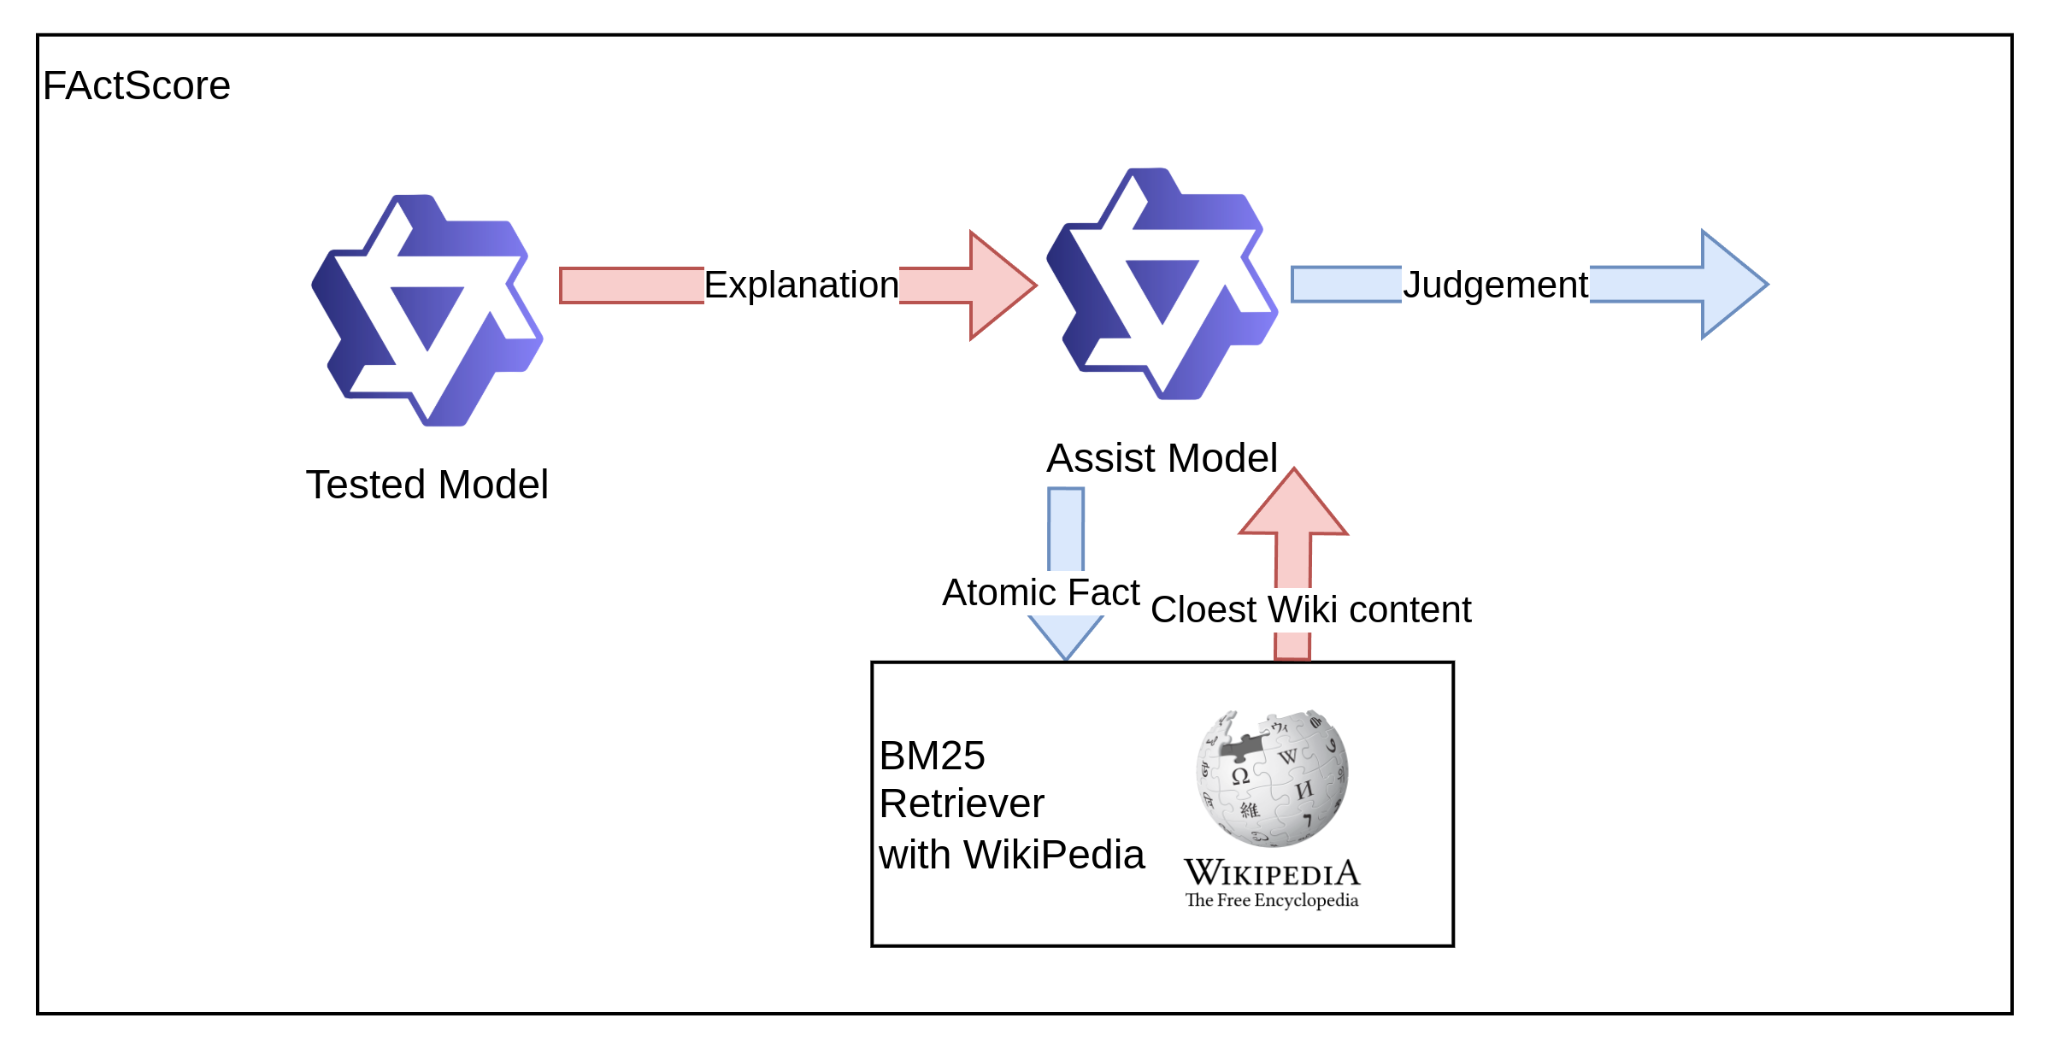 FActScore
Explanation
Judgement
Tested Model
Assist Model
Atomic Fact
Cloest Wiki content
BM25
Retriever
with WikiPedia
Ω
W
И
維
WIKIPEDIA
The Free Encyclopedia